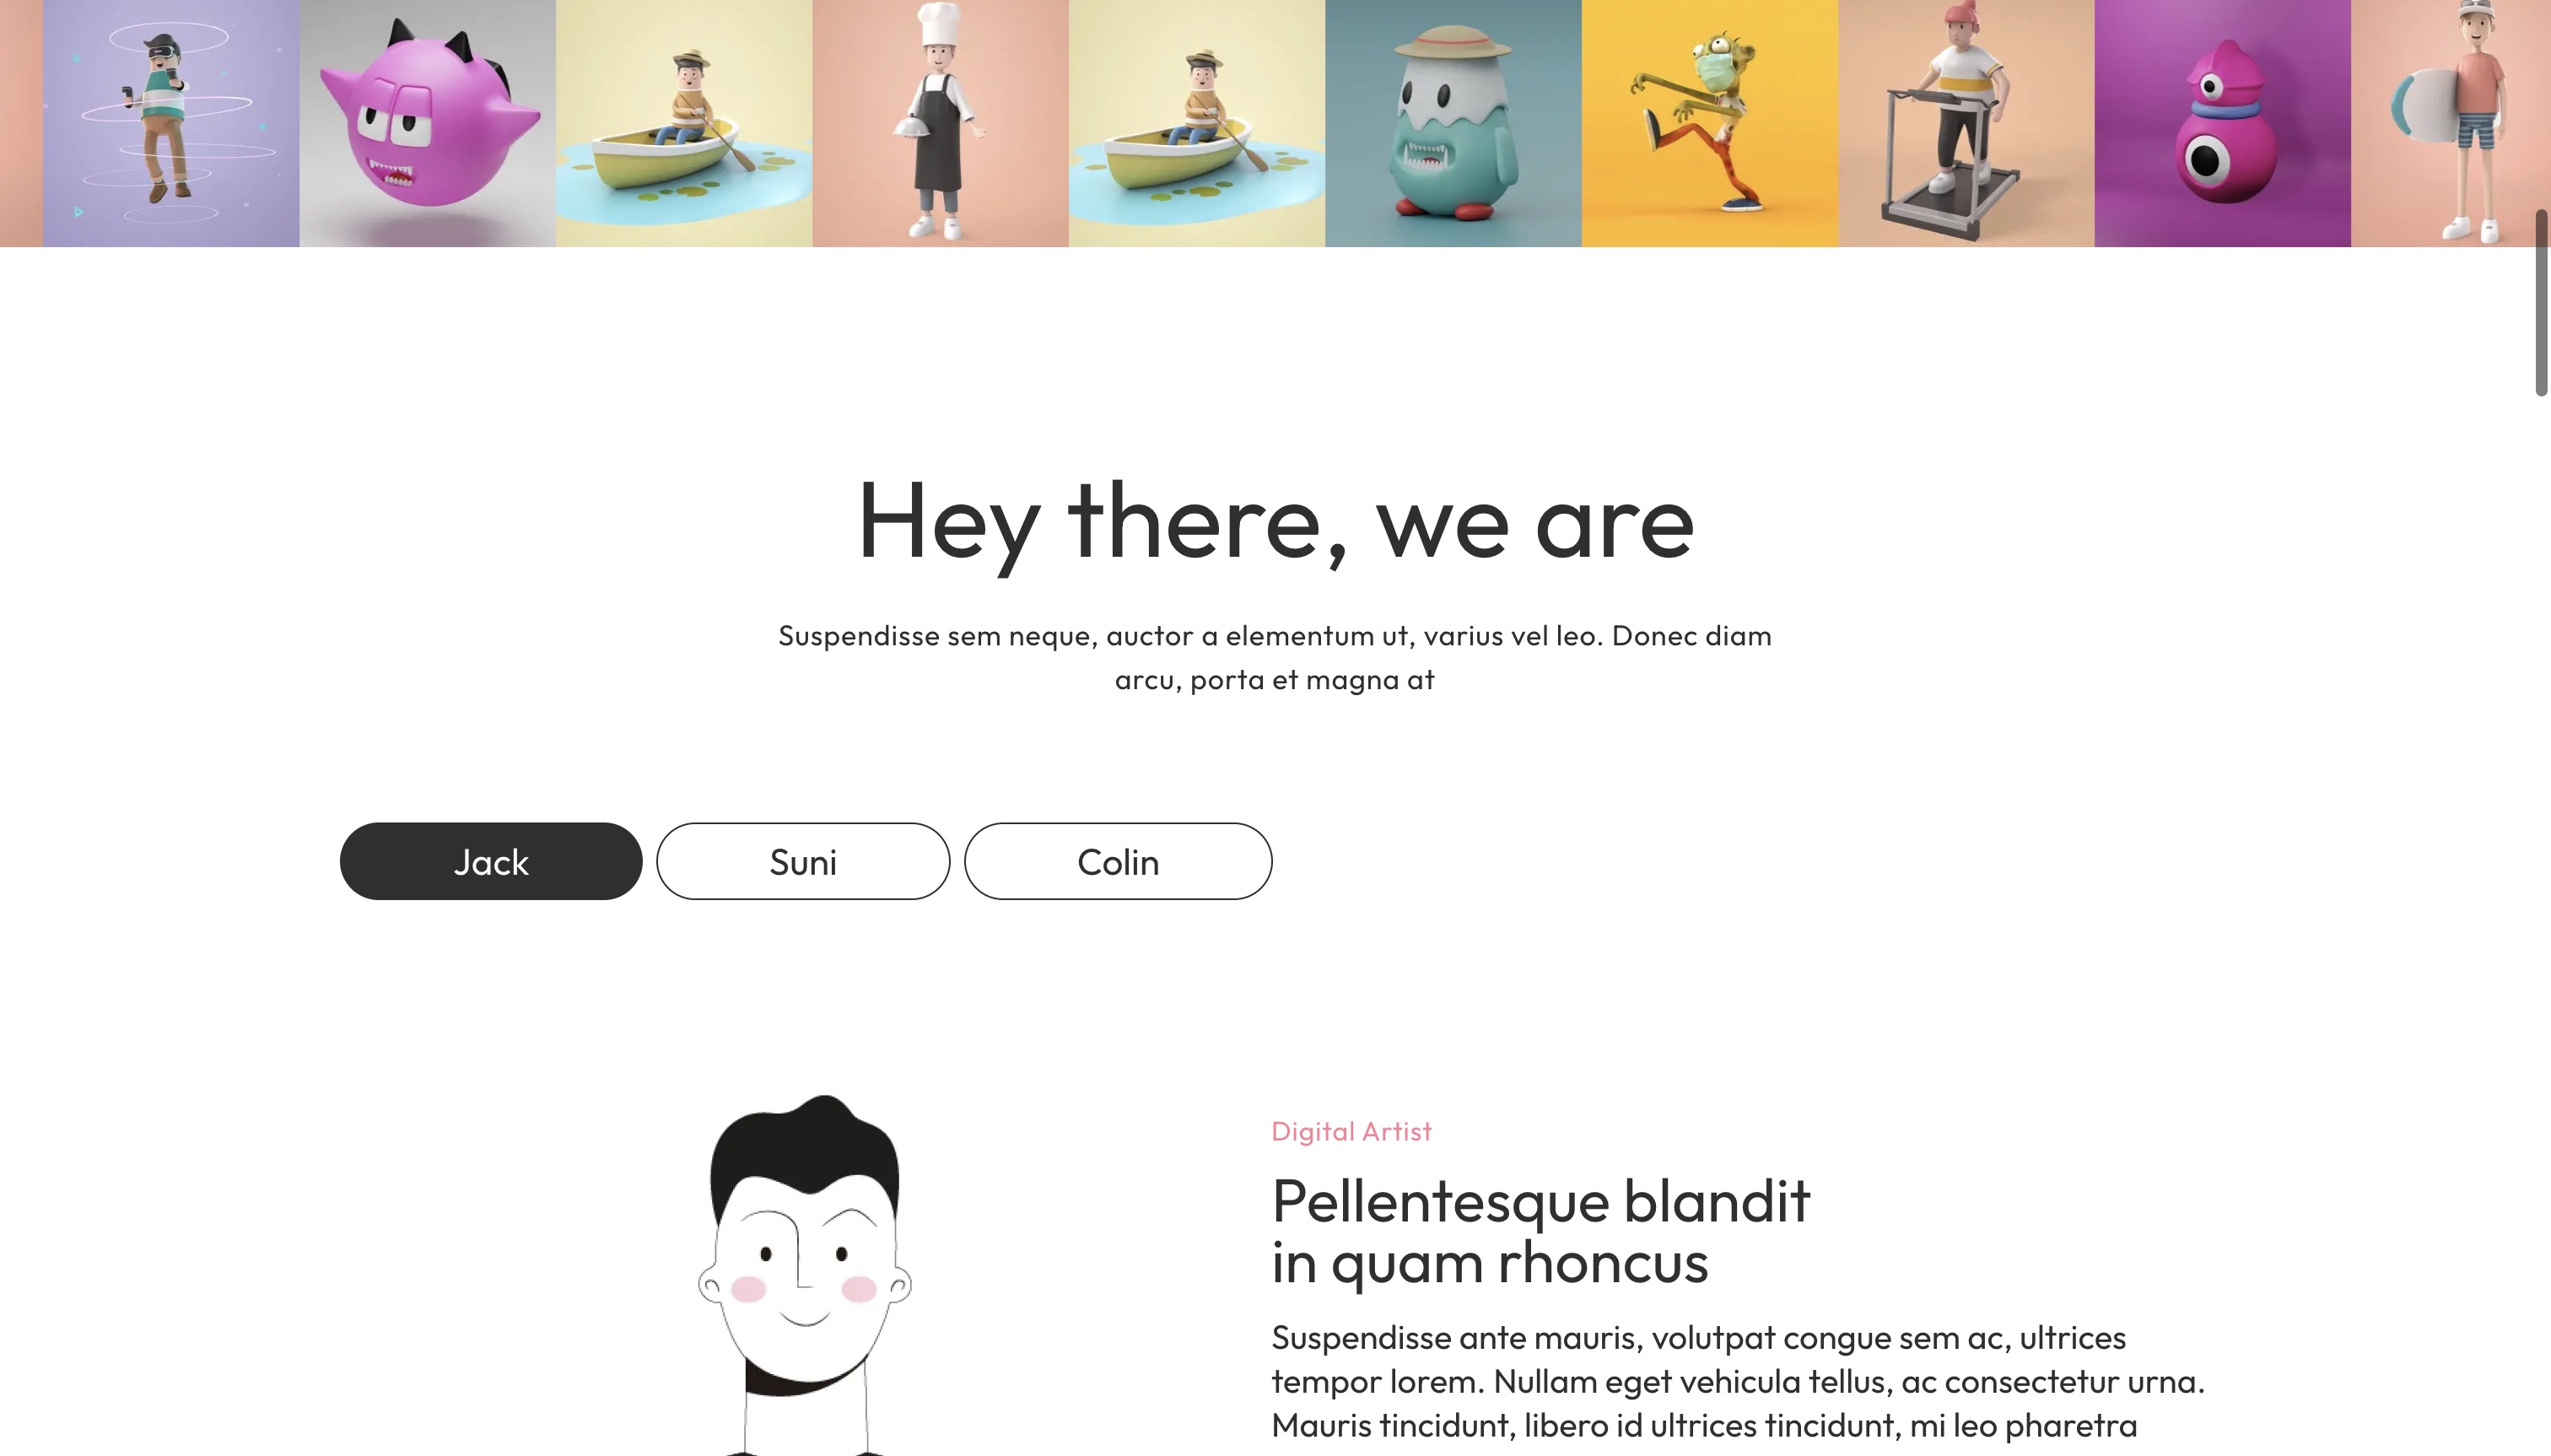 Hey there, we are
Suspendisse sem neque, auctor a elementum ut, varius vel leo. Donec diam
arcu, porta et magna at
Jack
Suni
Colin
Digital Artist
Pellentesque blandit
in quam rhoncus
Suspendisse ante mauris, volutpat congue sem ac, ultrices
tempor lorem. Nullam eget vehicula tellus, ac consectetur urna.
Mauris tincidunt, libero id ultrices tincidunt, mi leo pharetra